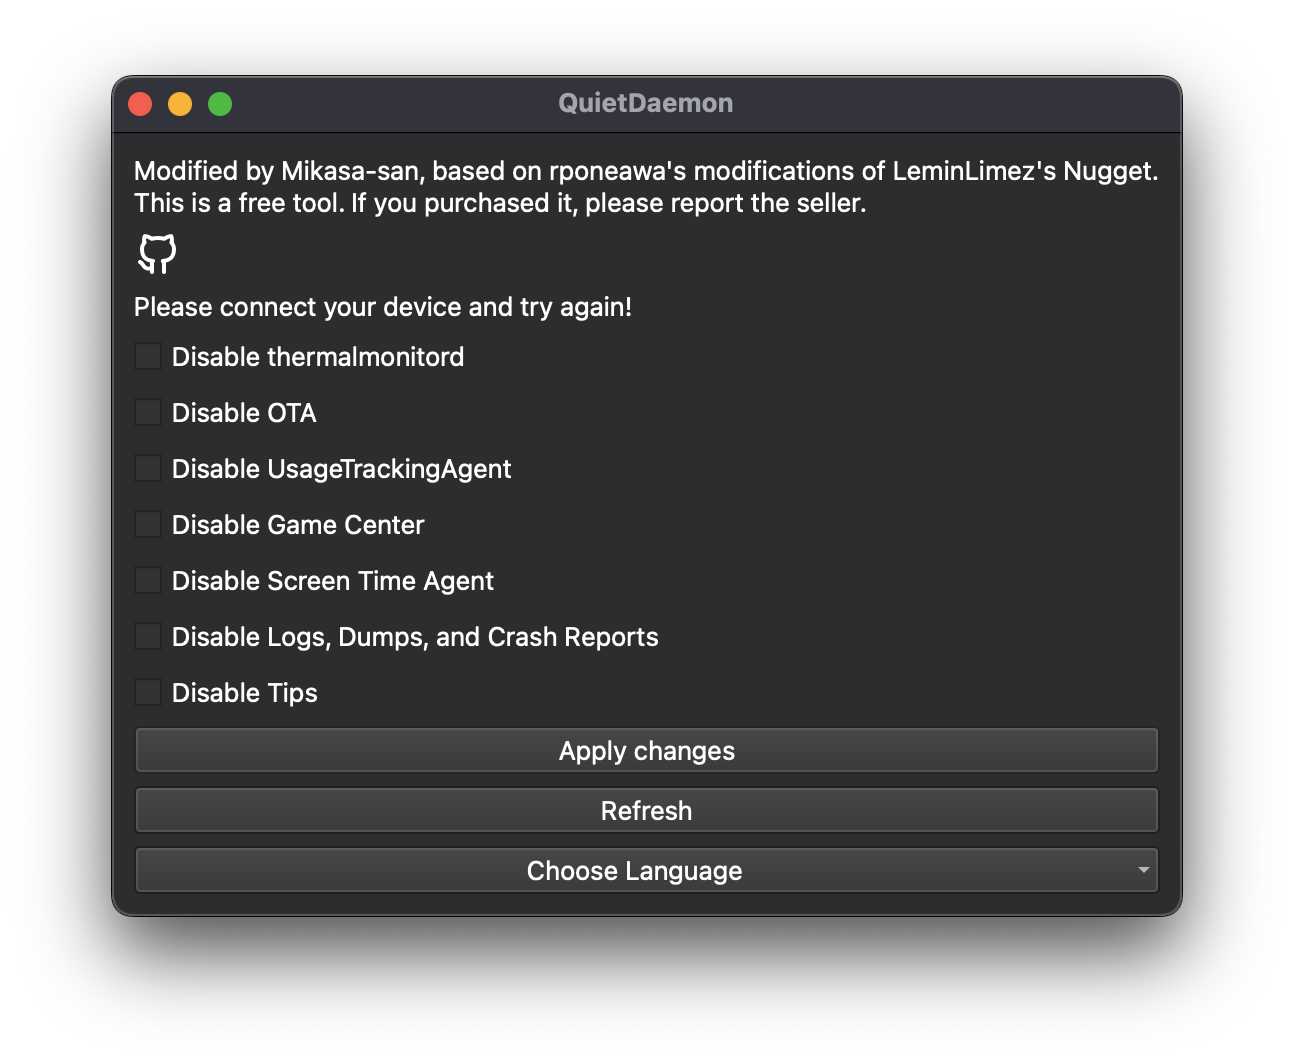 QuietDaemon
Modified by Mikasa-san, based on rponeawa's modifications of LeminLimez's Nugget.
This is a free tool. If you purchased it, please report the seller.
Please connect your device and try again!
Disable thermalmonitord
Disable OTA
Disable UsageTrackingAgent
Disable Game Center
Disable Screen Time Agent
Disable Logs, Dumps, and Crash Reports
Disable Tips
Apply changes
Refresh
Choose Language